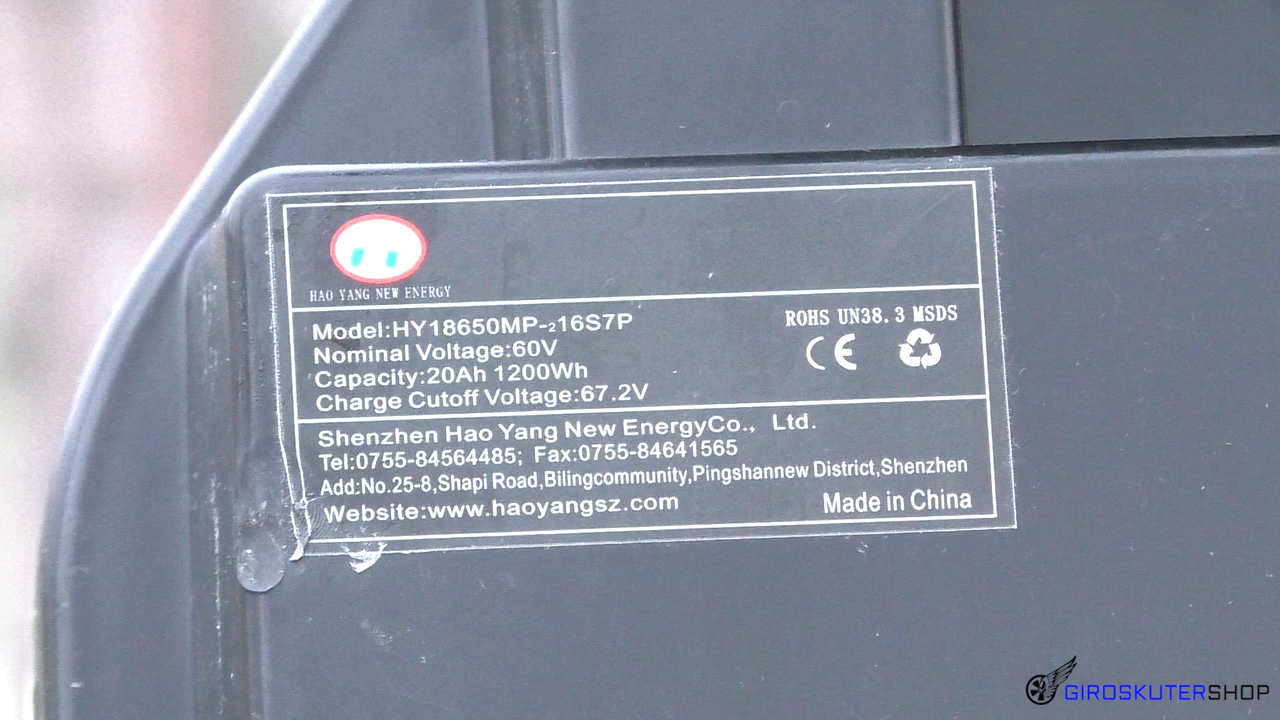 HAO YANG NEW ENERGY
Model:HY18650MP-₂16S7P
Nominal Voltage:60V
Capacity:20Ah 1200Wh
Charge Cutoff Voltage:67.2V
ROHS UN38.3 MSDS
CE
Shenzhen Hao Yang New EnergyCo., Ltd.
Tel:0755-84564485; Fax:0755-84641565
Add:No.25-8,Shapi Road,Bilingcommunity,Pingshannew District,Shenzhen
Website:www.haoyangsz.com
Made in China
GIROSKUTERSHOP